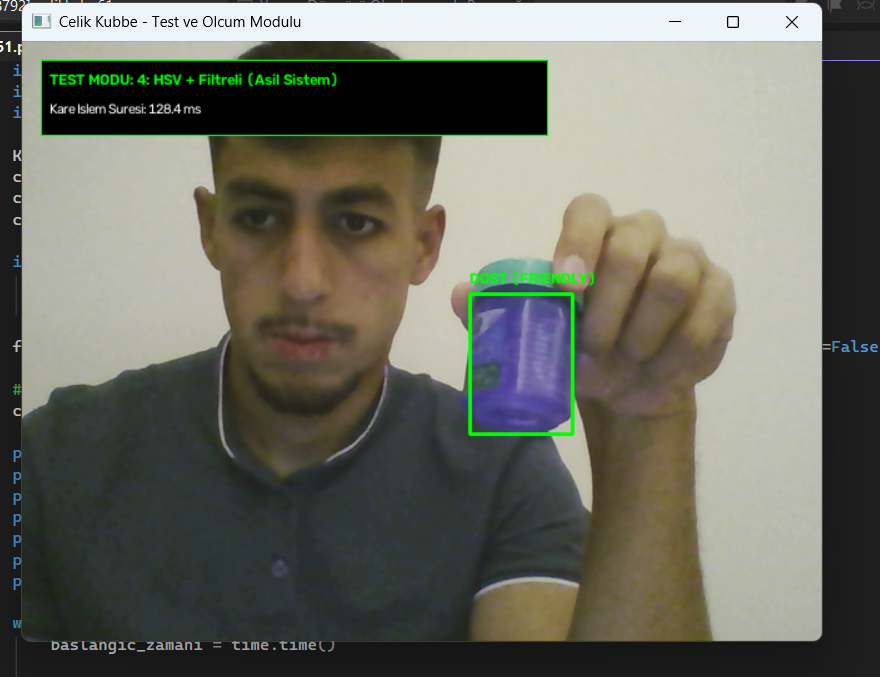 Celik Kubbe - Test ve Olcum Modulu
TEST MODU: 4: HSV + Filtreli (Asil Sistem)
Kare Islem Suresi: 128.4 ms
DOST (FRIENDLY)
=False
baslangic_zamani = time.time()